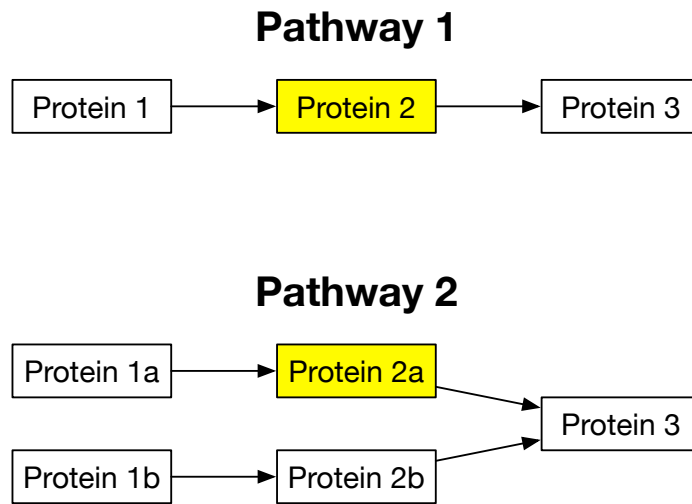 Pathway 1
Protein 1
Protein 2
Protein 3
Pathway 2
Protein 1a
Protein 2a
Protein 3
Protein 1b
Protein 2b